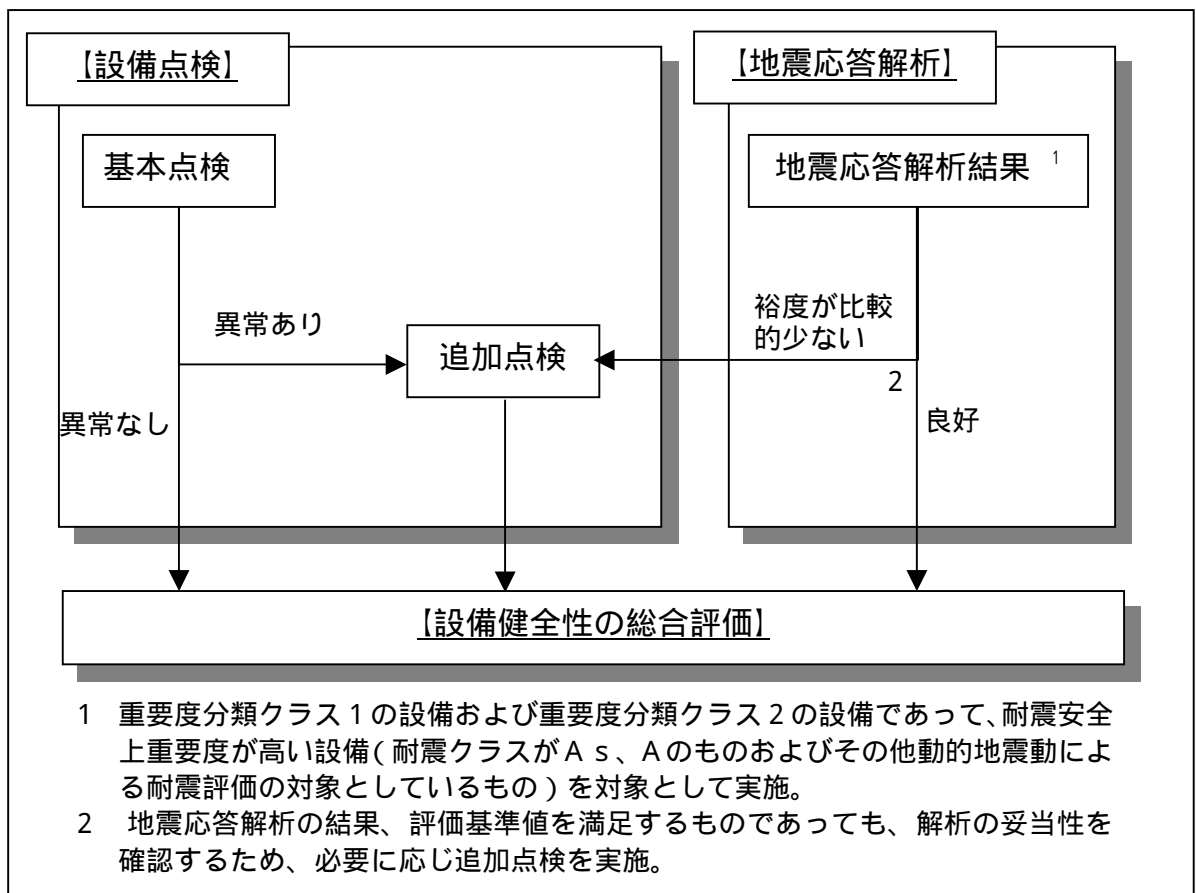 【設備点検】
【地震応答解析】
基本点検
地震応答解析結果 1
異常あり
裕度が比較
的少ない
追加点検
2
異常なし
良好
【設備健全性の総合評価】
1 重要度分類クラス1の設備および重要度分類クラス2の設備であって、耐震安全
上重要度が高い設備(耐震クラスがAs、Aのものおよびその他動的地震動によ
る耐震評価の対象としているもの)を対象として実施。
2 地震応答解析の結果、評価基準値を満足するものであっても、解析の妥当性を
確認するため、必要に応じ追加点検を実施。